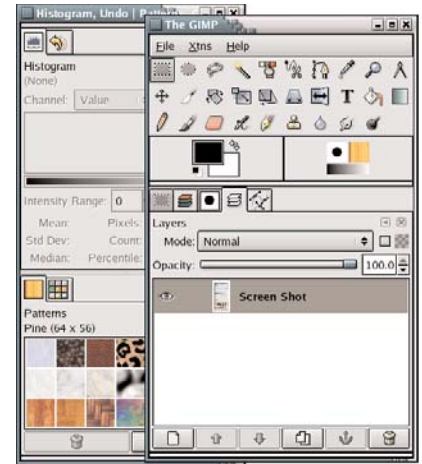 Histogram, Undo | P
Histogram
(None)
Channel: Value
Intensity Range: 0
Mean: Pixels:
Std Dev: Count:
Median: Percentile:
Patterns
Pine (64 x 56)
The GIMP
File Xtns Help
T
Layers
Mode: Normal
Opacity: 100.0
Screen Shot